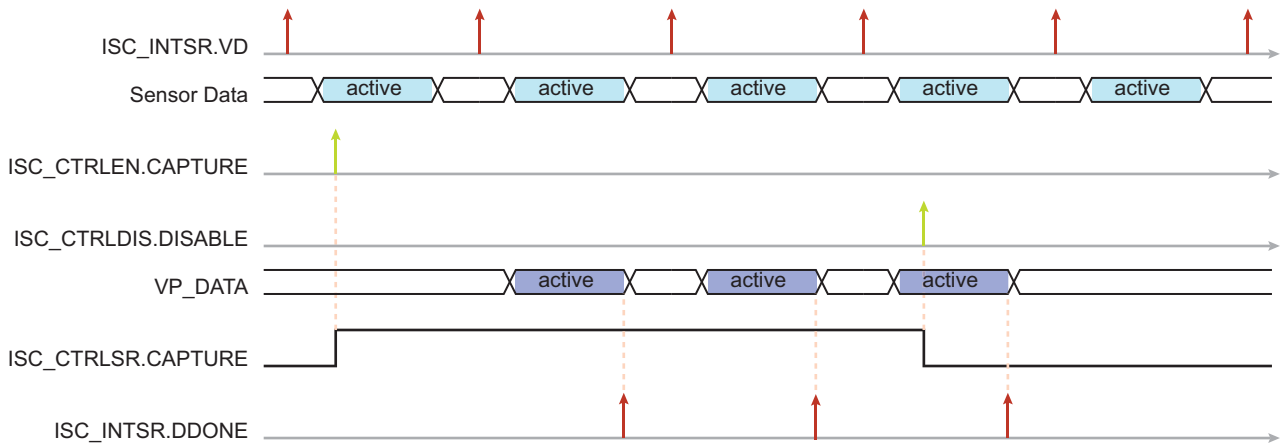 ISC_INTSR.VD
Sensor Data active active active active active
ISC_CTRLEN.CAPTURE
ISC_CTRLDIS.DISABLE
VP_DATA active active active
ISC_CTRLSR.CAPTURE
ISC_INTSR.DDONE